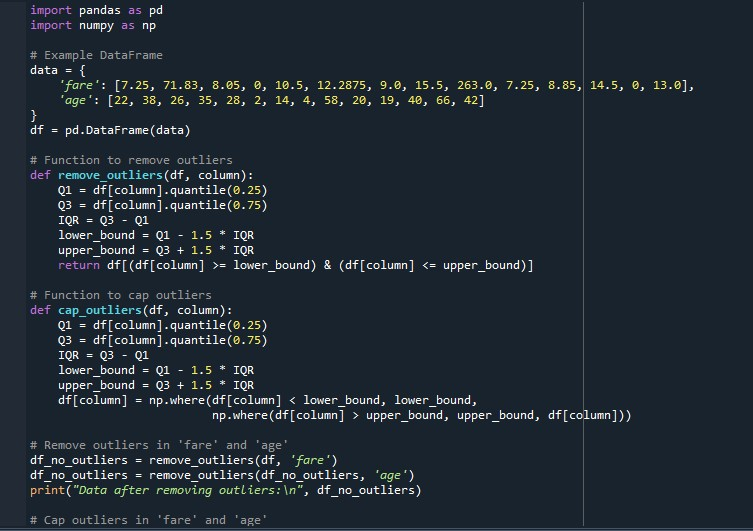 import pandas as pd
import numpy as np
# Example DataFrame
data = {
    'fare': [7.25, 71.83, 8.05, 0, 10.5, 12.2875, 9.0, 15.5, 263.0, 7.25, 8.85, 14.5, 0, 13.0],
    'age': [22, 38, 26, 35, 28, 2, 14, 4, 58, 20, 19, 40, 66, 42]
}
df = pd.DataFrame(data)
# Function to remove outliers
def remove_outliers(df, column):
    Q1 = df[column].quantile(0.25)
    Q3 = df[column].quantile(0.75)
    IQR = Q3 - Q1
    lower_bound = Q1 - 1.5 * IQR
    upper_bound = Q3 + 1.5 * IQR
    return df[(df[column] >= lower_bound) & (df[column] <= upper_bound)]
# Function to cap outliers
def cap_outliers(df, column):
    Q1 = df[column].quantile(0.25)
    Q3 = df[column].quantile(0.75)
    IQR = Q3 - Q1
    lower_bound = Q1 - 1.5 * IQR
    upper_bound = Q3 + 1.5 * IQR
    df[column] = np.where(df[column] < lower_bound, lower_bound,
                          np.where(df[column] > upper_bound, upper_bound, df[column]))
# Remove outliers in 'fare' and 'age'
df_no_outliers = remove_outliers(df, 'fare')
df_no_outliers = remove_outliers(df_no_outliers, 'age')
print("Data after removing outliers:\n", df_no_outliers)
# Cap outliers in 'fare' and 'age'